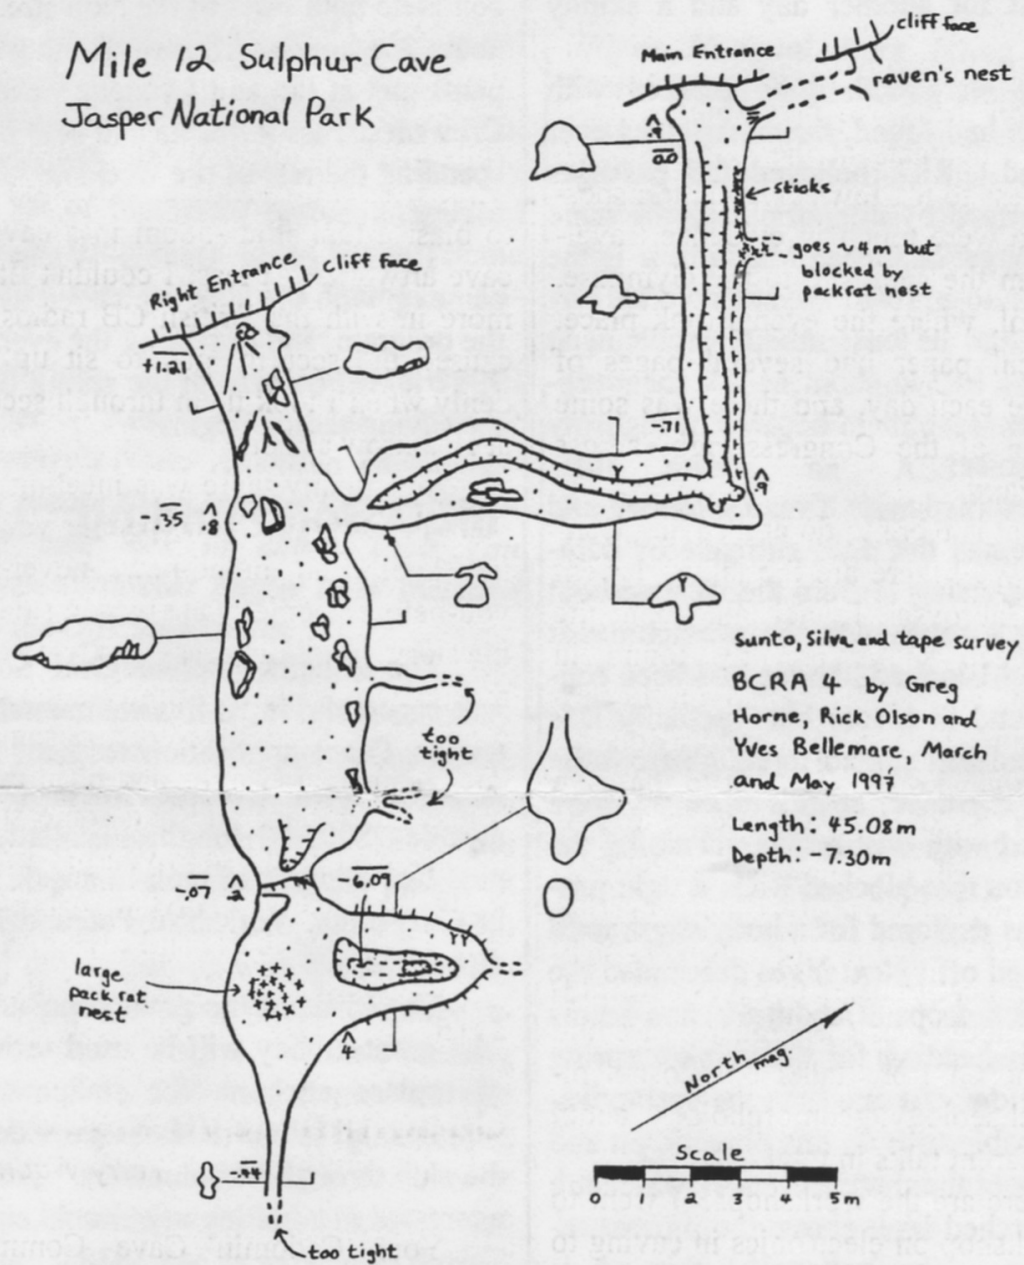 Mile 12 Sulphur Cave
Jasper National Park
Main Entrance
cliff face
raven's nest
0.0
sticks
goes ~4m but
blocked by
packrat nest
Right Entrance
cliff face
+1.21
-.71
-.35
.8
too
tight
-.07
-6.09
large
pack rat
nest
4
-.44
too tight
Sunto, Silva and tape survey
BCRA 4 by Greg
Horne, Rick Olson and
Yves Bellemare, March
and May 1997
Length: 45.08m
Depth: -7.30m
North
mag
Scale
0 1 2 3 4 5m